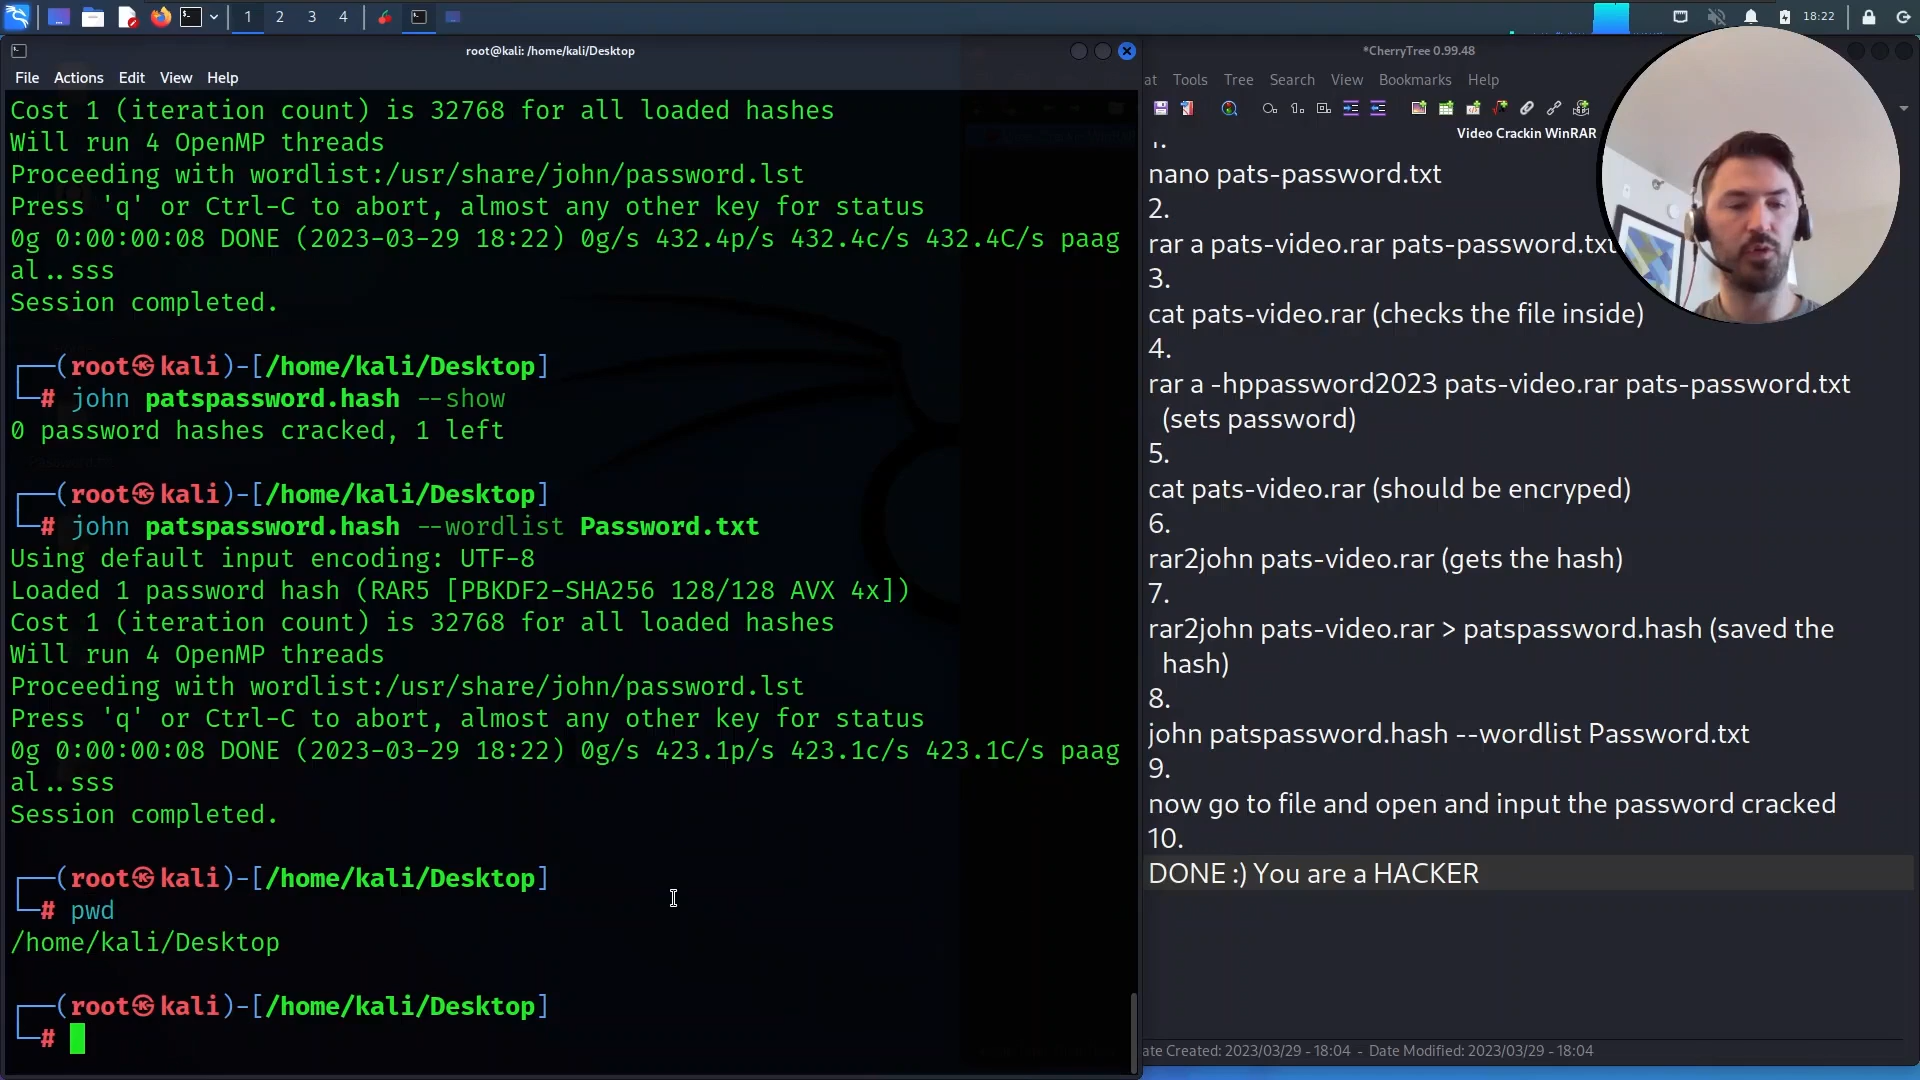 1
2
3
4
18:22
root@kali: /home/kali/Desktop
File Actions Edit View Help
Cost 1 (iteration count) is 32768 for all loaded hashes
Will run 4 OpenMP threads
Proceeding with wordlist:/usr/share/john/password.lst
Press 'q' or Ctrl-C to abort, almost any other key for status
0g 0:00:00:08 DONE (2023-03-29 18:22) 0g/s 432.4p/s 432.4c/s 432.4C/s paag
al..sss
Session completed.
(root㉿kali)-[/home/kali/Desktop]
# john patspassword.hash --show
0 password hashes cracked, 1 left
(root㉿kali)-[/home/kali/Desktop]
# john patspassword.hash --wordlist Password.txt
Using default input encoding: UTF-8
Loaded 1 password hash (RAR5 [PBKDF2-SHA256 128/128 AVX 4x])
Cost 1 (iteration count) is 32768 for all loaded hashes
Will run 4 OpenMP threads
Proceeding with wordlist:/usr/share/john/password.lst
Press 'q' or Ctrl-C to abort, almost any other key for status
0g 0:00:00:08 DONE (2023-03-29 18:22) 0g/s 423.1p/s 423.1c/s 423.1C/s paag
al..sss
Session completed.
(root㉿kali)-[/home/kali/Desktop]
# pwd
/home/kali/Desktop
(root㉿kali)-[/home/kali/Desktop]
#
*CherryTree 0.99.48
at Tools Tree Search View Bookmarks Help
Video Crackin WinRAR
1.
nano pats-password.txt
2.
rar a pats-video.rar pats-password.txt
3.
cat pats-video.rar (checks the file inside)
4.
rar a -hppassword2023 pats-video.rar pats-password.txt
(sets password)
5.
cat pats-video.rar (should be encryped)
6.
rar2john pats-video.rar (gets the hash)
7.
rar2john pats-video.rar > patspassword.hash (saved the
hash)
8.
john patspassword.hash --wordlist Password.txt
9.
now go to file and open and input the password cracked
10.
DONE :) You are a HACKER
ate Created: 2023/03/29 - 18:04 - Date Modified: 2023/03/29 - 18:04